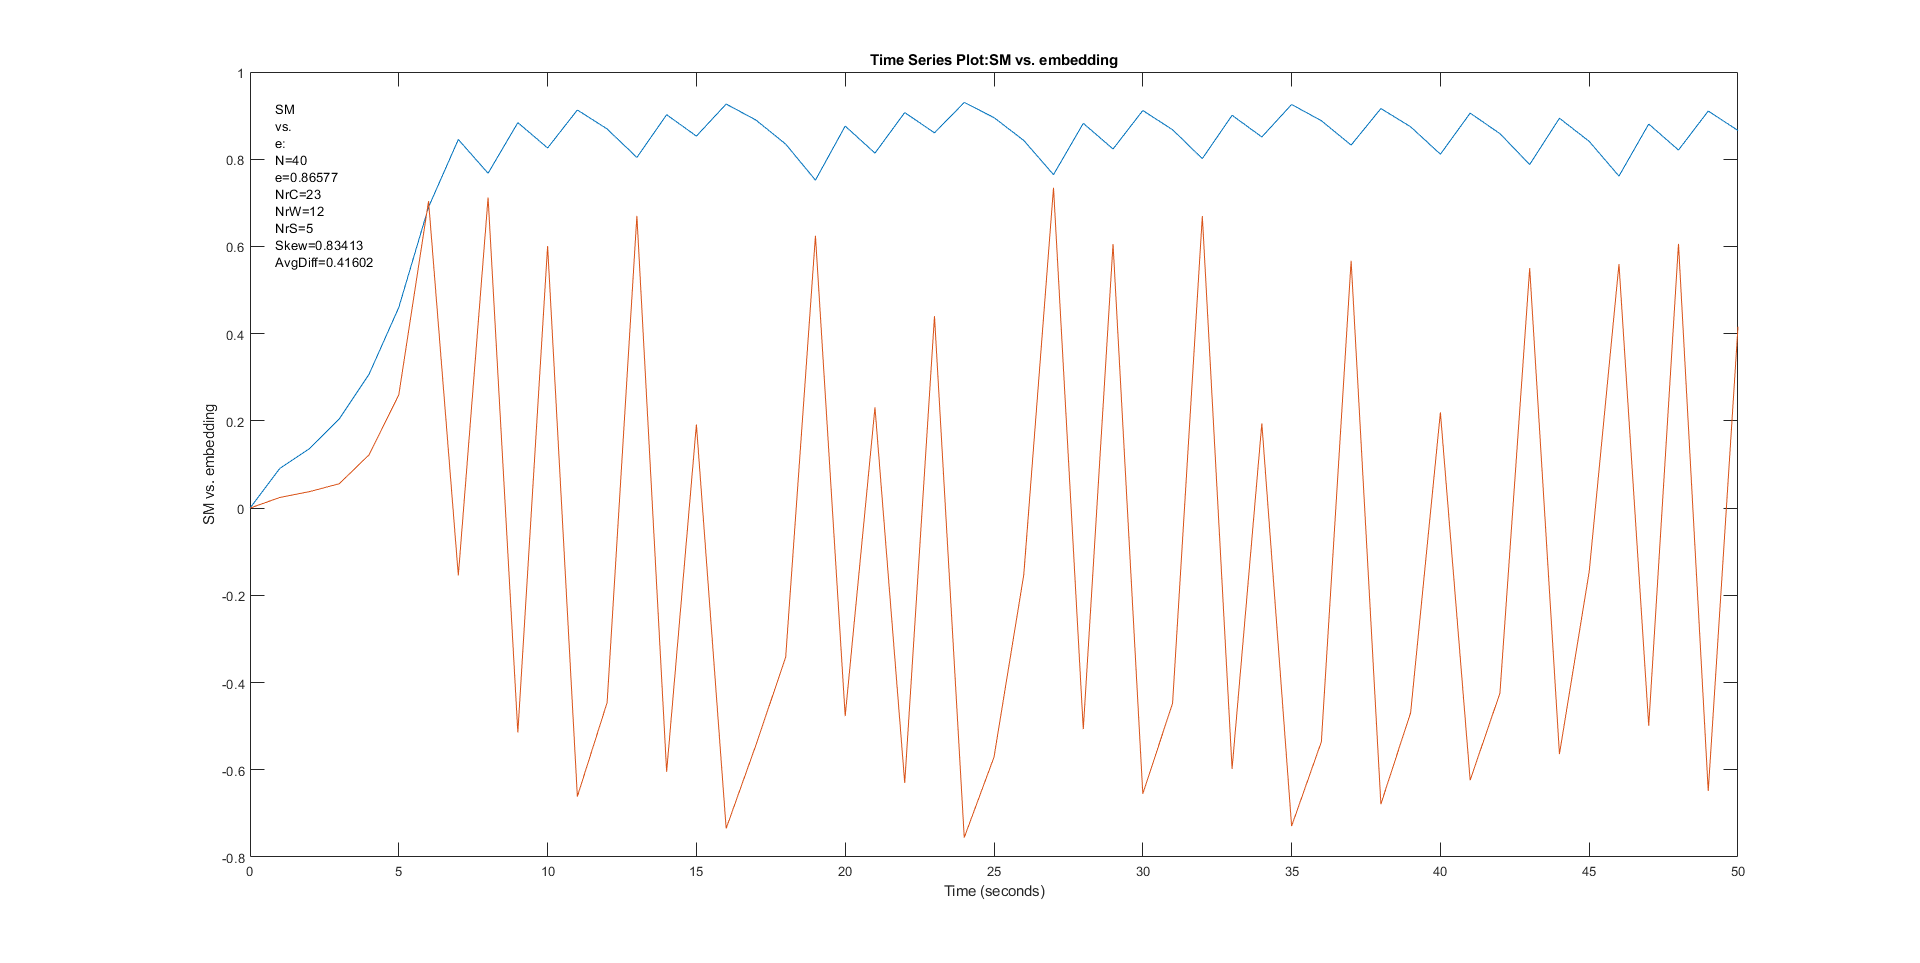 Time Series Plot:SM vs. embedding
1
0.8
0.6
0.4
0.2
0
-0.2
-0.4
-0.6
-0.8
SM vs. embedding
SM
vs.
e:
N=40
e=0.86577
NrC=23
NrW=12
NrS=5
Skew=0.83413
AvgDiff=0.41602
0 5 10 15 20 25 30 35 40 45 50
Time (seconds)